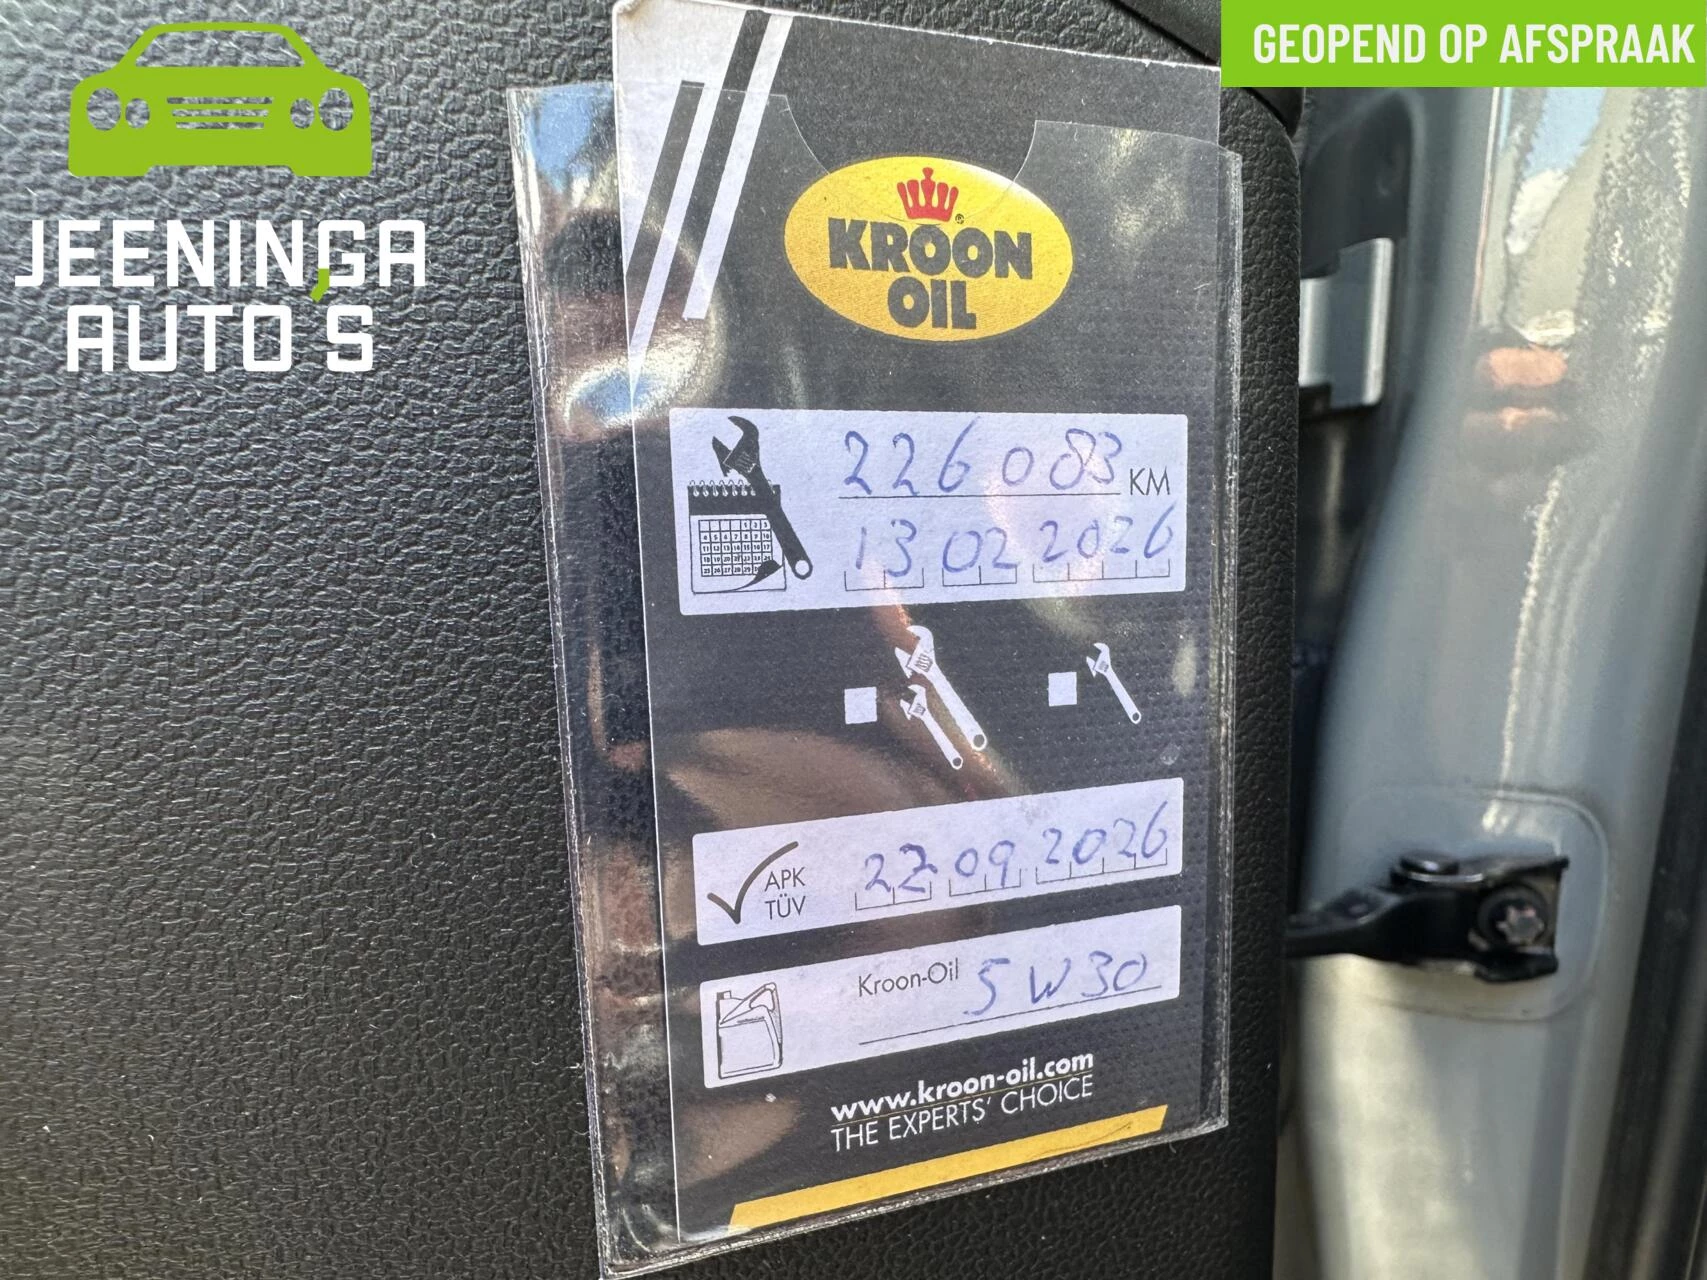 GEOPEND OP AFSPRAAK
JEENINGA
AUTO'S
KROON
OIL
226083 KM
13 02 2026
APK
TÜV
22 09 2026
Kroon-Oil 5W30
www.kroon-oil.com
THE EXPERTS' CHOICE